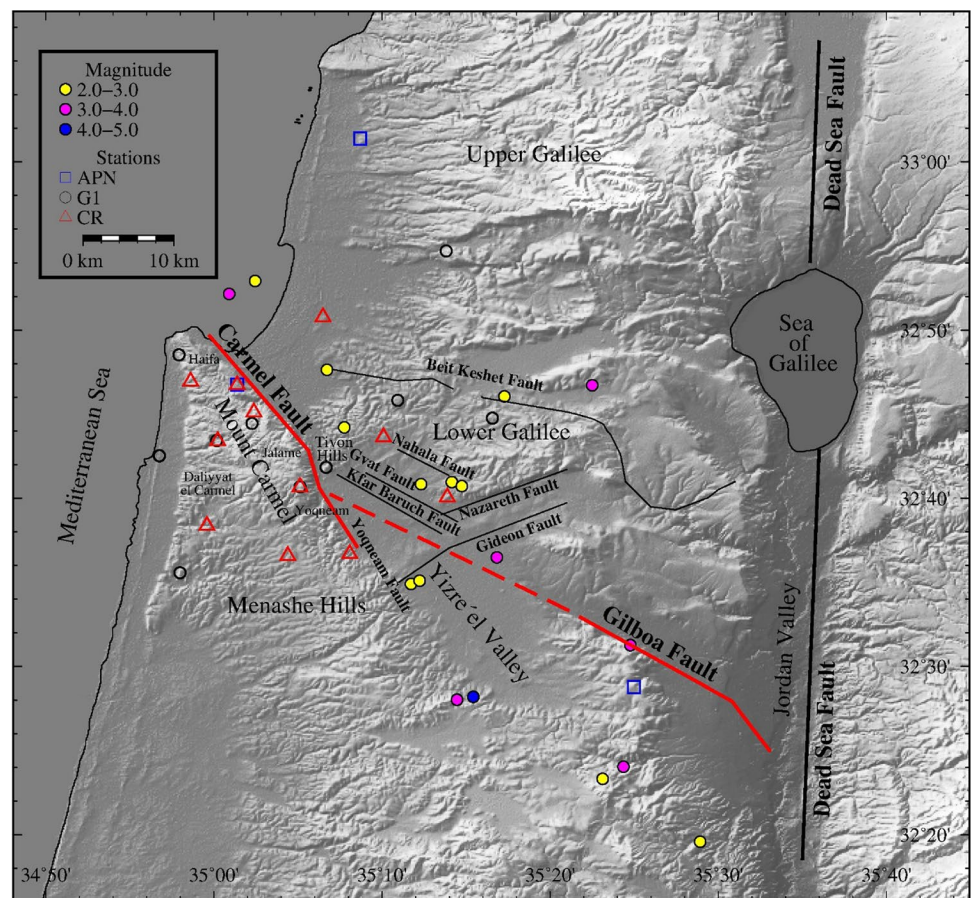 Magnitude
2.0–3.0
3.0–4.0
4.0–5.0
Stations
APN
G1
CR
0 km 10 km
Upper Galilee
Dead Sea Fault
33°00'
32°50'
32°40'
32°30'
32°20'
Sea
of
Galilee
Mediterranean Sea
Haifa
Carmel Fault
Mount Carmel
Beit Keshet Fault
Lower Galilee
Tivon
Hills
Jalame
Daliyyat
el Carmel
Yoqneam
Nahala Fault
Gvat Fault
Kfar Baruch Fault
Nazareth Fault
Gideon Fault
Yoqneam Fault
Menashe Hills
Yizre´el Valley
Gilboa Fault
Jordan Valley
Dead Sea Fault
34°50' 35°00' 35°10' 35°20' 35°30' 35°40'